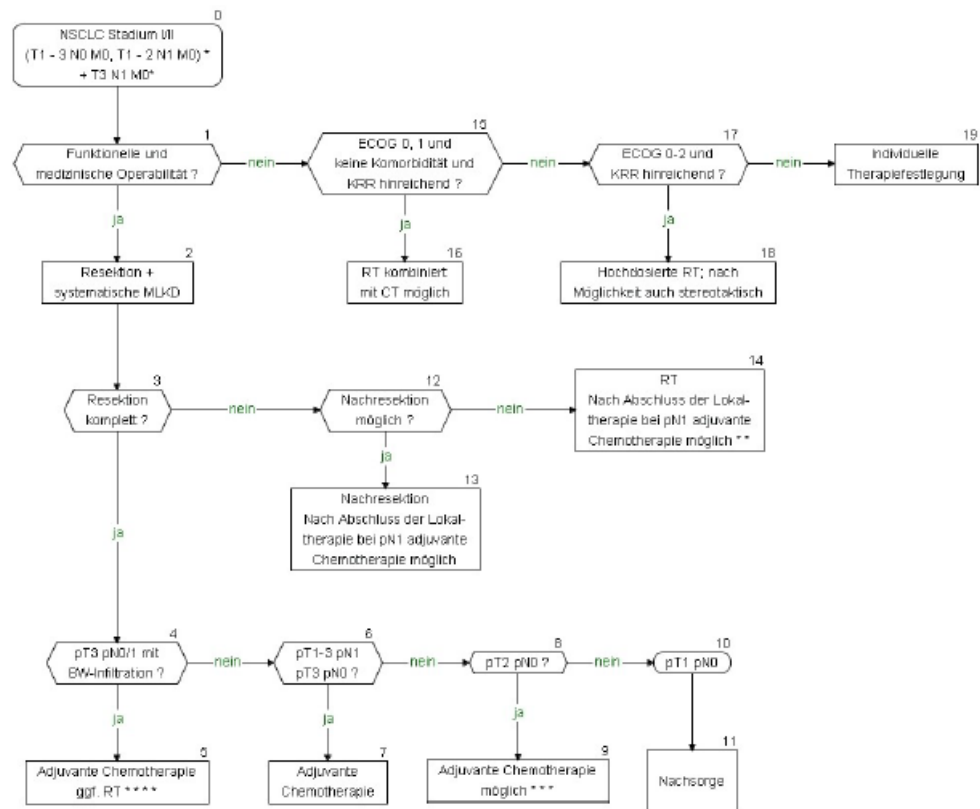 0
NSCLC Stadium I/II
(T1 - 3 N0 M0, T1 - 2 N1 M0) *
+ T3 N1 M0*
1
Funktionelle und
medizinische Operabilität ?
nein
15
ECOG 0, 1 und
keine Komorbidität und
KRR hinreichend ?
nein
17
ECOG 0-2 und
KRR hinreichend ?
nein
19
Individuelle
Therapiefestlegung
ja
ja
ja
2
Resektion +
systematische MLKD
16
RT kombiniert
mit CT möglich
18
Hochdosierte RT; nach
Möglichkeit auch stereotaktisch
3
Resektion
komplett ?
nein
12
Nachresektion
möglich ?
nein
14
RT
Nach Abschluss der Lokal-
therapie bei pN1 adjuvante
Chemotherapie möglich * *
ja
13
Nachresektion
Nach Abschluss der Lokal-
therapie bei pN1 adjuvante
Chemotherapie möglich
ja
4
pT3 pN0/1 mit
BW-Infiltration ?
nein
6
pT1-3 pN1
pT3 pN0 ?
nein
8
pT2 pN0 ?
nein
10
pT1 pN0
ja
ja
ja
5
Adjuvante Chemotherapie
ggf. RT * * * *
7
Adjuvante
Chemotherapie
9
Adjuvante Chemotherapie
möglich * * *
11
Nachsorge